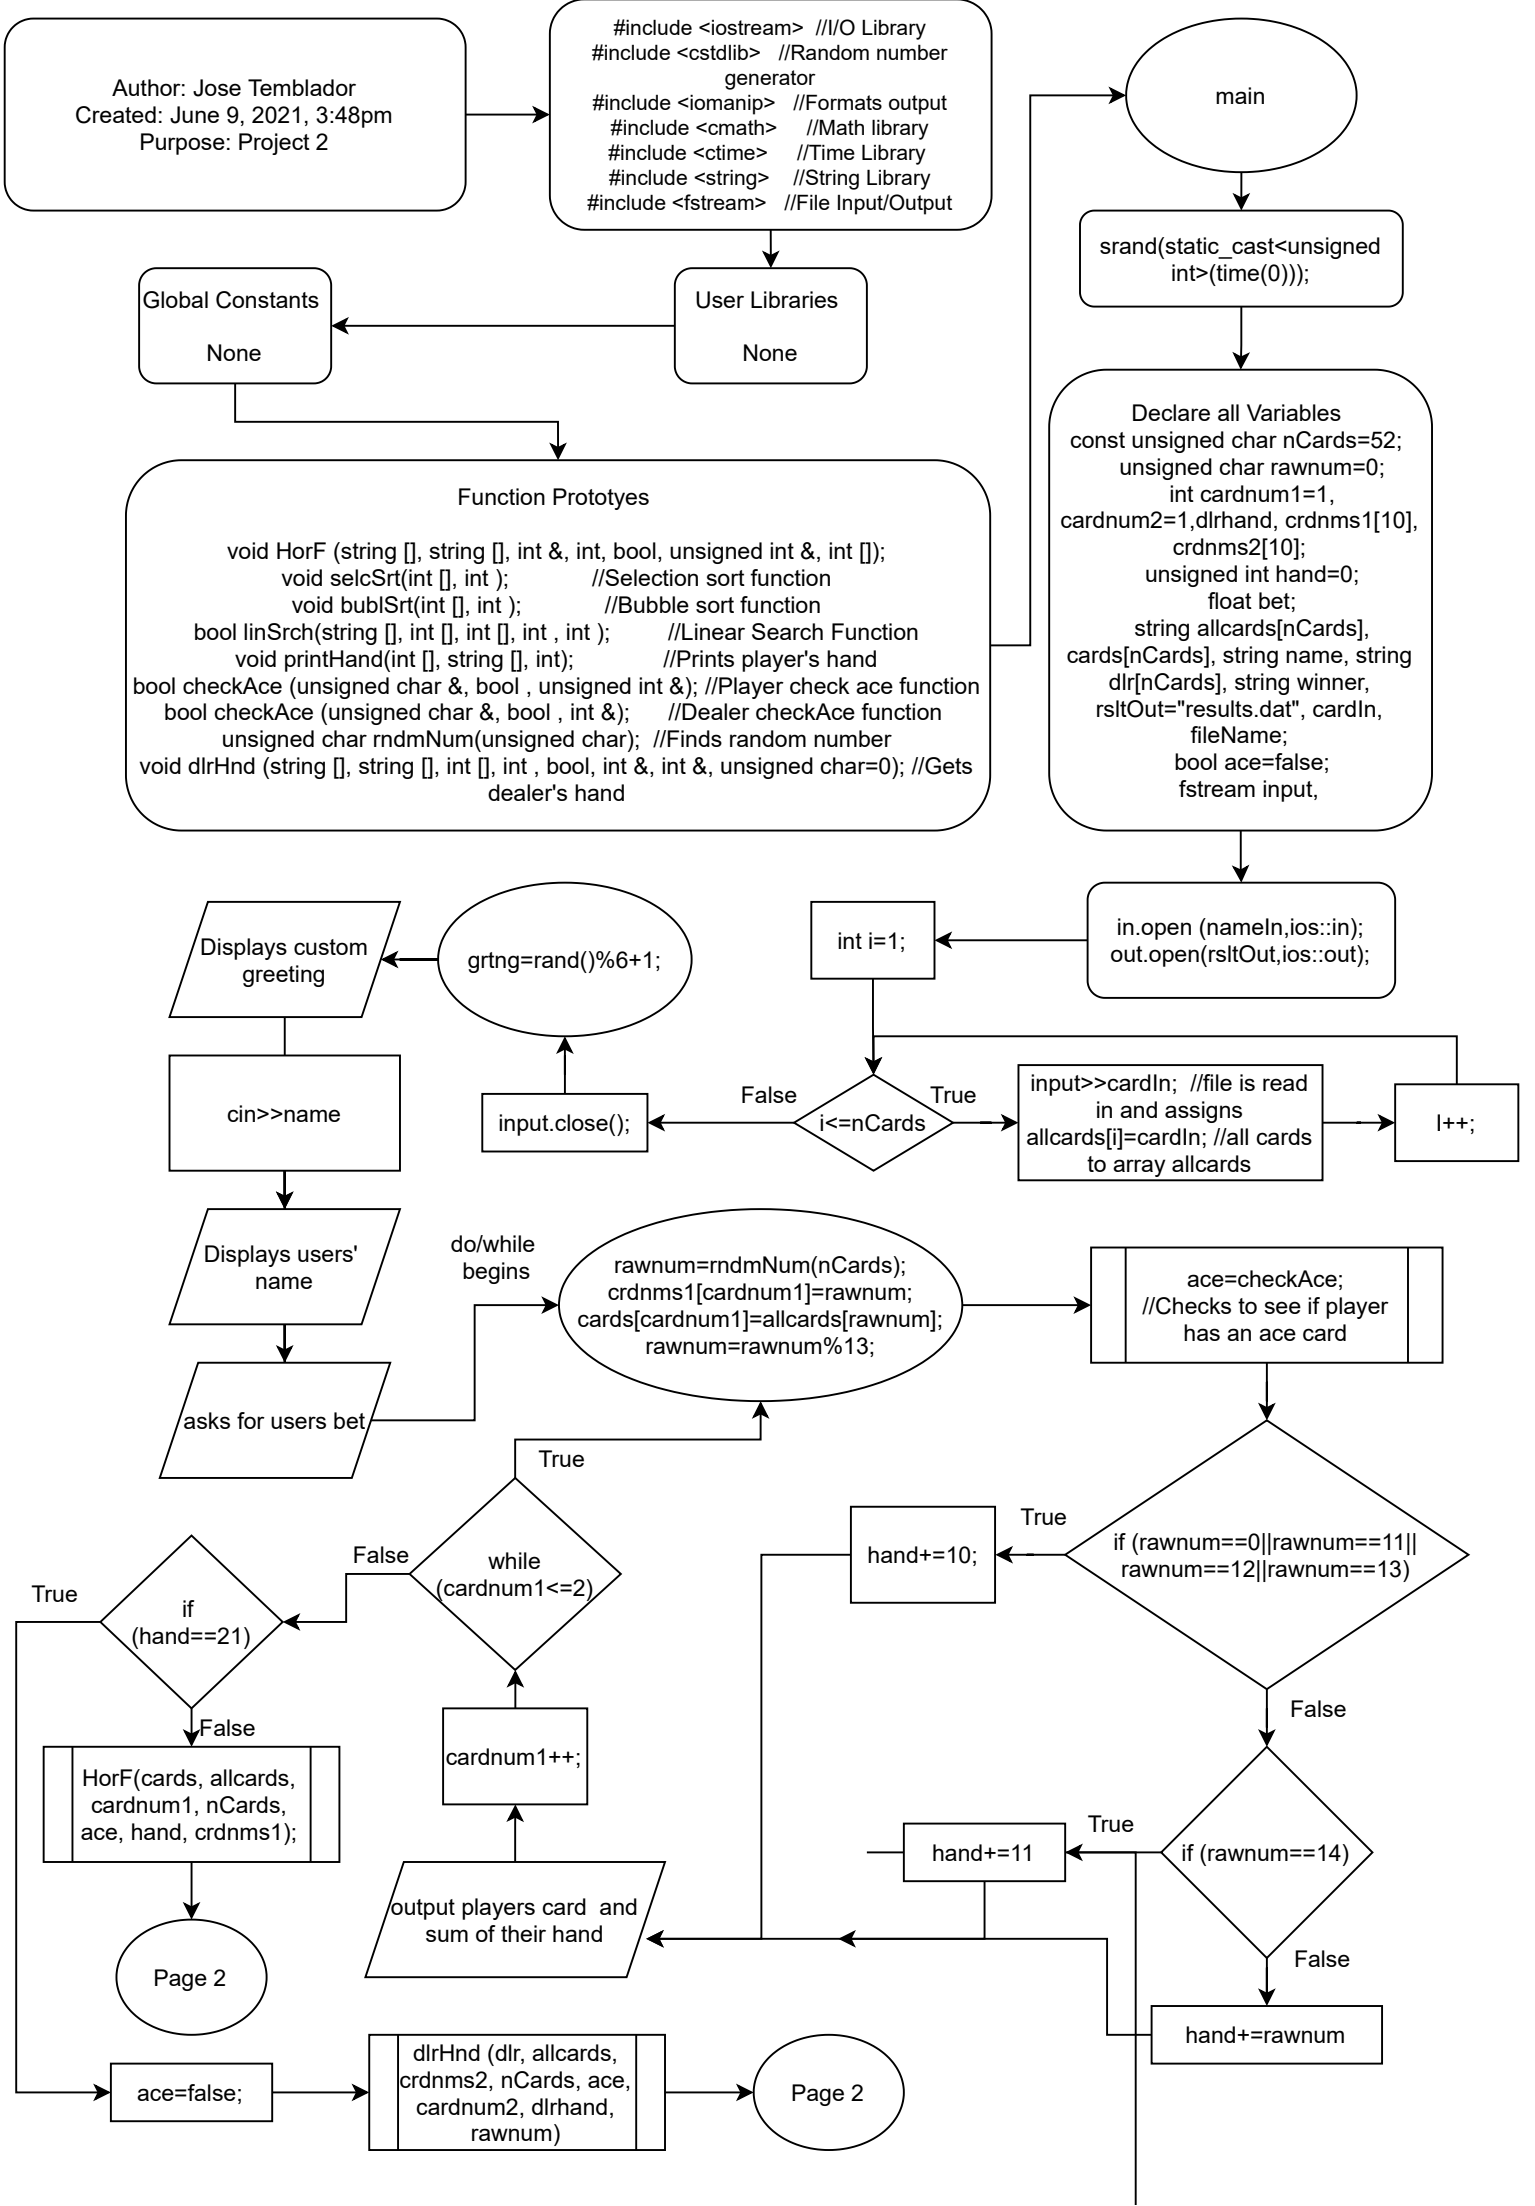 Author: Jose Temblador
Created: June 9, 2021, 3:48pm
Purpose: Project 2
#include <iostream>  //I/O Library
#include <cstdlib>   //Random number
generator
#include <iomanip>   //Formats output
#include <cmath>     //Math library
#include <ctime>     //Time Library
#include <string>    //String Library
#include <fstream>   //File Input/Output
main
srand(static_cast<unsigned
int>(time(0)));
Global Constants
None
User Libraries
None
Function Prototyes
void HorF (string [], string [], int &, int, bool, unsigned int &, int []);
void selcSrt(int [], int );              //Selection sort function
void bublSrt(int [], int );              //Bubble sort function
bool linSrch(string [], int [], int [], int , int );          //Linear Search Function
void printHand(int [], string [], int);               //Prints player's hand
bool checkAce (unsigned char &, bool , unsigned int &); //Player check ace function
bool checkAce (unsigned char &, bool , int &);      //Dealer checkAce function
unsigned char rndmNum(unsigned char);  //Finds random number
void dlrHnd (string [], string [], int [], int , bool, int &, int &, unsigned char=0); //Gets
dealer's hand
Declare all Variables
const unsigned char nCards=52;
unsigned char rawnum=0;
int cardnum1=1,
cardnum2=1,dlrhand, crdnms1[10],
crdnms2[10];
unsigned int hand=0;
float bet;
string allcards[nCards],
cards[nCards], string name, string
dlr[nCards], string winner,
rsltOut="results.dat", cardIn,
fileName;
bool ace=false;
fstream input,
in.open (nameIn,ios::in);
out.open(rsltOut,ios::out);
int i=1;
grtng=rand()%6+1;
Displays custom
greeting
cin>>name
input.close();
False
i<=nCards
True
input>>cardIn;  //file is read
in and assigns
allcards[i]=cardIn; //all cards
to array allcards
I++;
Displays users'
name
asks for users bet
do/while
begins
rawnum=rndmNum(nCards);
crdnms1[cardnum1]=rawnum;
cards[cardnum1]=allcards[rawnum];
rawnum=rawnum%13;
ace=checkAce;
//Checks to see if player
has an ace card
True
while
(cardnum1<=2)
False
True
if
(hand==21)
False
hand+=10;
True
if (rawnum==0||rawnum==11||
rawnum==12||rawnum==13)
False
HorF(cards, allcards,
cardnum1, nCards,
ace, hand, crdnms1);
cardnum1++;
hand+=11
True
if (rawnum==14)
False
output players card  and
sum of their hand
Page 2
hand+=rawnum
ace=false;
dlrHnd (dlr, allcards,
crdnms2, nCards, ace,
cardnum2, dlrhand,
rawnum)
Page 2